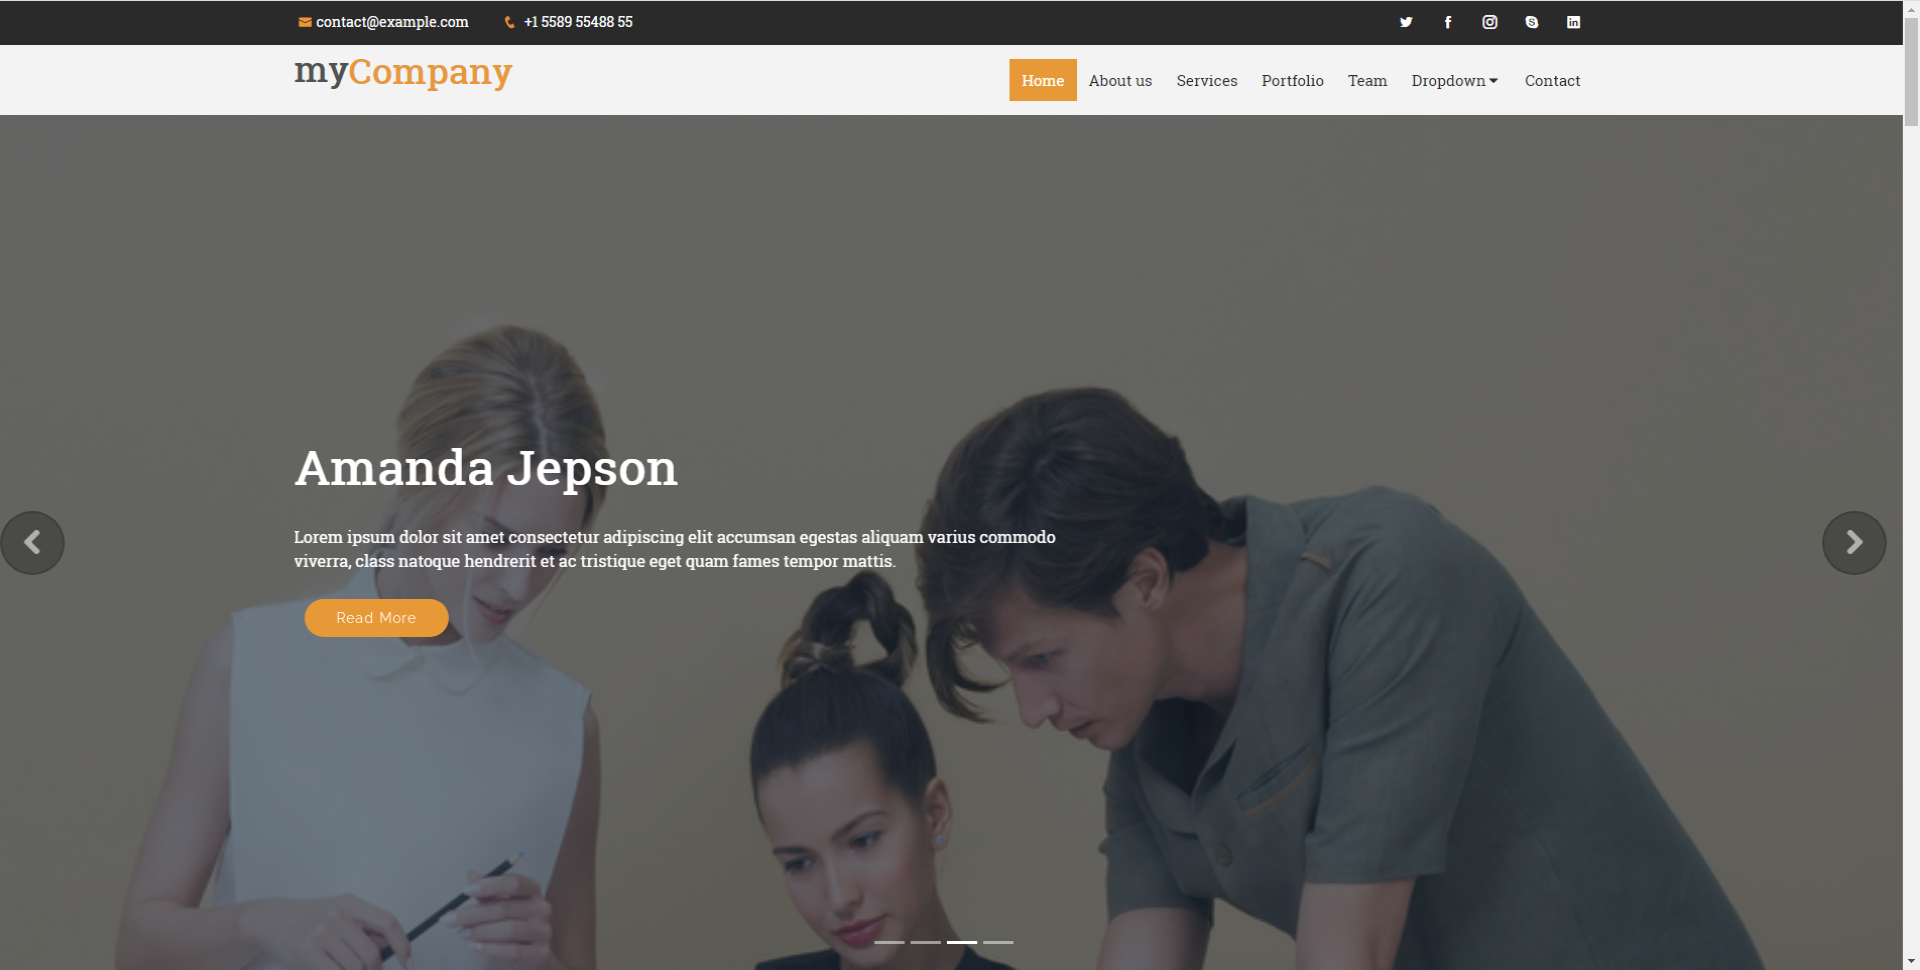 contact@example.com +1 5589 55488 55
myCompany
Home About us Services Portfolio Team Dropdown Contact
Amanda Jepson
Lorem ipsum dolor sit amet consectetur adipiscing elit accumsan egestas aliquam varius commodo
viverra, class natoque hendrerit et ac tristique eget quam fames tempor mattis.
Read More